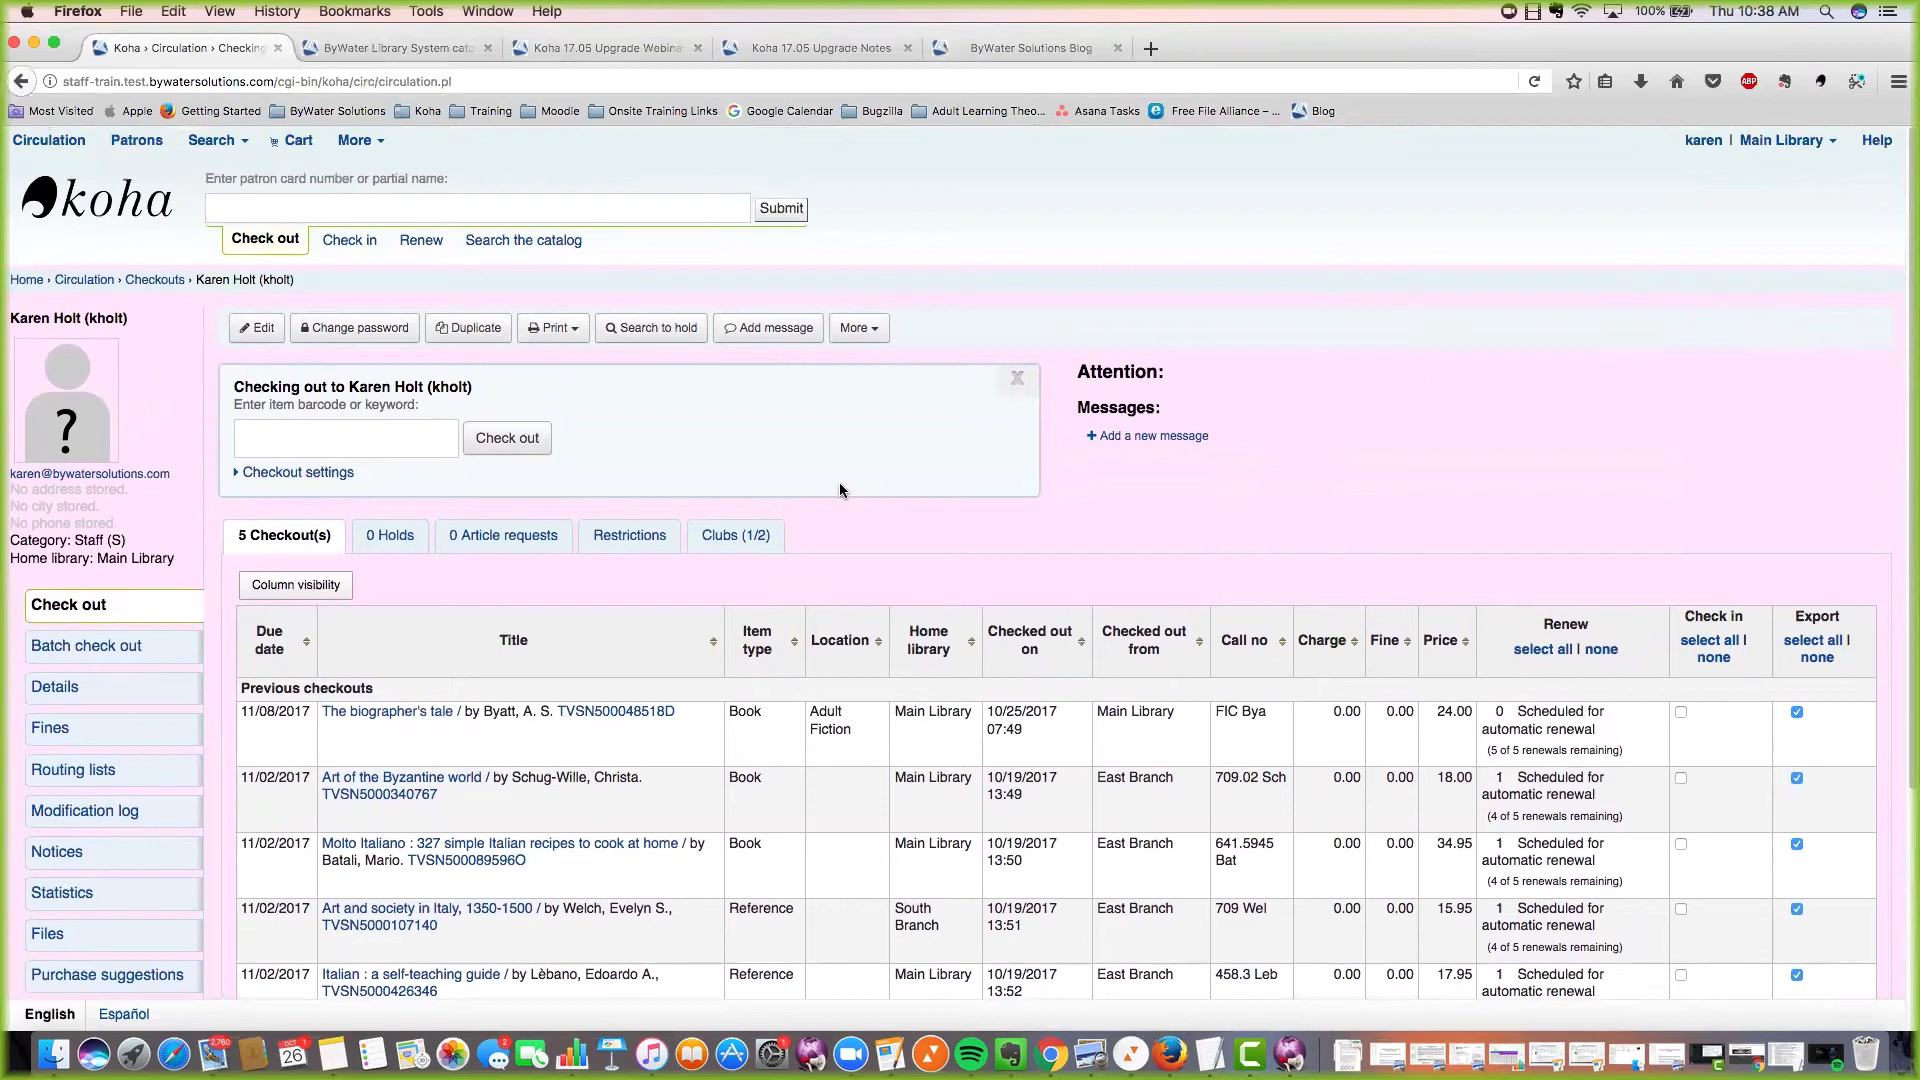 Firefox File Edit View History Bookmarks Tools Window Help 100% Thu 10:38 AM
Koha › Circulation › Checking ByWater Library System cata Koha 17.05 Upgrade Webina Koha 17.05 Upgrade Notes ByWater Solutions Blog
staff-train.test.bywatersolutions.com/cgi-bin/koha/circ/circulation.pl
ABP
Most Visited Apple Getting Started ByWater Solutions Koha Training Moodle Onsite Training Links Google Calendar Bugzilla Adult Learning Theo... Asana Tasks Free File Alliance – ... Blog
Circulation Patrons Search Cart More karen | Main Library Help
koha
Enter patron card number or partial name:
Submit
Check out Check in Renew Search the catalog
Home › Circulation › Checkouts › Karen Holt (kholt)
Karen Holt (kholt)
?
karen@bywatersolutions.com
No address stored.
No city stored.
No phone stored.
Category: Staff (S)
Home library: Main Library
Check out
Batch check out
Details
Fines
Routing lists
Modification log
Notices
Statistics
Files
Purchase suggestions
Edit Change password Duplicate Print Search to hold Add message More
Checking out to Karen Holt (kholt) X
Enter item barcode or keyword:
Check out
Checkout settings
Attention:
Messages:
+ Add a new message
5 Checkout(s) 0 Holds 0 Article requests Restrictions Clubs (1/2)
Column visibility
Due date Title Item type Location Home library Checked out on Checked out from Call no Charge Fine Price Renew select all | none Check in select all | none Export select all | none
Previous checkouts
11/08/2017 The biographer's tale / by Byatt, A. S. TVSN500048518D Book Adult Main Library 10/25/2017 Main Library FIC Bya 0.00 0.00 24.00 0 Scheduled for
Fiction 07:49 automatic renewal
(5 of 5 renewals remaining)
11/02/2017 Art of the Byzantine world / by Schug-Wille, Christa. Book Main Library 10/19/2017 East Branch 709.02 Sch 0.00 0.00 18.00 1 Scheduled for
TVSN5000340767 13:49 automatic renewal
(4 of 5 renewals remaining)
11/02/2017 Molto Italiano : 327 simple Italian recipes to cook at home / by Book Main Library 10/19/2017 East Branch 641.5945 0.00 0.00 34.95 1 Scheduled for
Batali, Mario. TVSN500089596O 13:50 Bat automatic renewal
(4 of 5 renewals remaining)
11/02/2017 Art and society in Italy, 1350-1500 / by Welch, Evelyn S., Reference South 10/19/2017 East Branch 709 Wel 0.00 0.00 15.95 1 Scheduled for
TVSN5000107140 Branch 13:51 automatic renewal
(4 of 5 renewals remaining)
11/02/2017 Italian : a self-teaching guide / by Lèbano, Edoardo A., Reference Main Library 10/19/2017 East Branch 458.3 Leb 0.00 0.00 17.95 1 Scheduled for
TVSN5000426346 13:52 automatic renewal
English Español
2,760 OCT 26 2 1